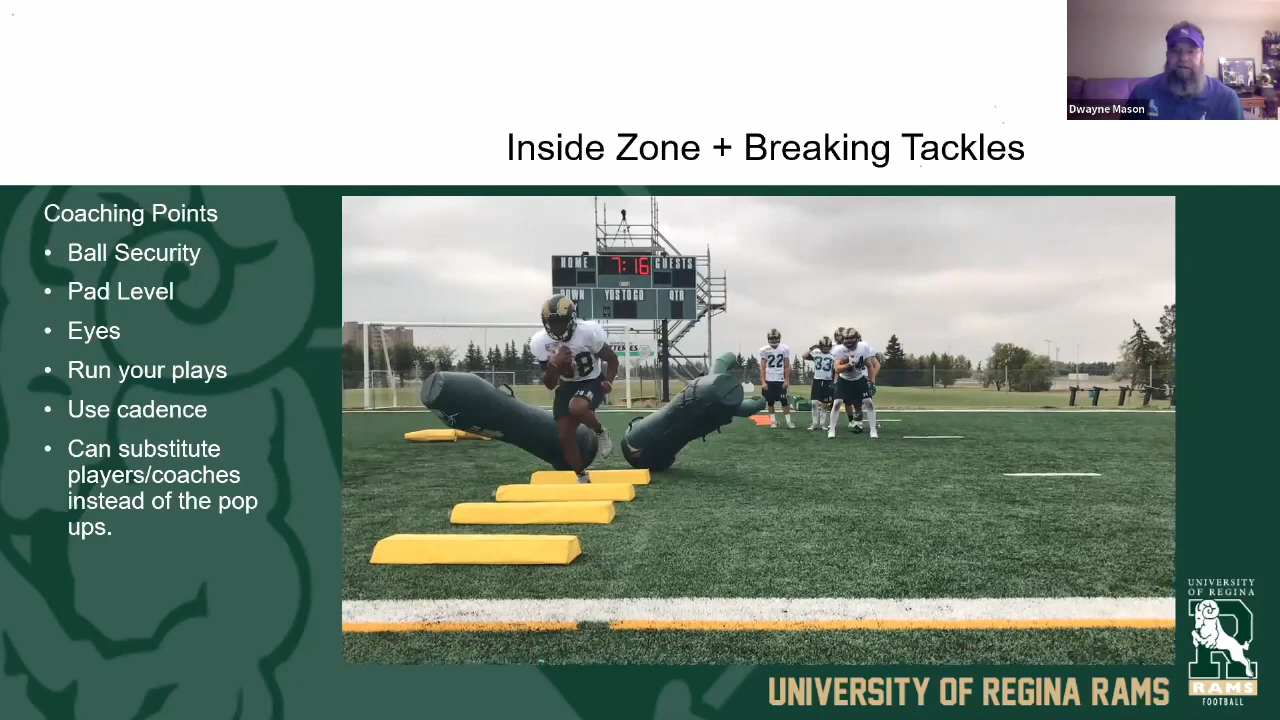 Dwayne Mason
Inside Zone + Breaking Tackles
Coaching Points
• Ball Security
• Pad Level
• Eyes
• Run your plays
• Use cadence
• Can substitute
players/coaches
instead of the pop
ups.
HOME 7:16 GUESTS
DOWN YDS TO GO QTR
22
33
8
UNIVERSITY
OF REGINA
R
RAMS
FOOTBALL
UNIVERSITY OF REGINA RAMS